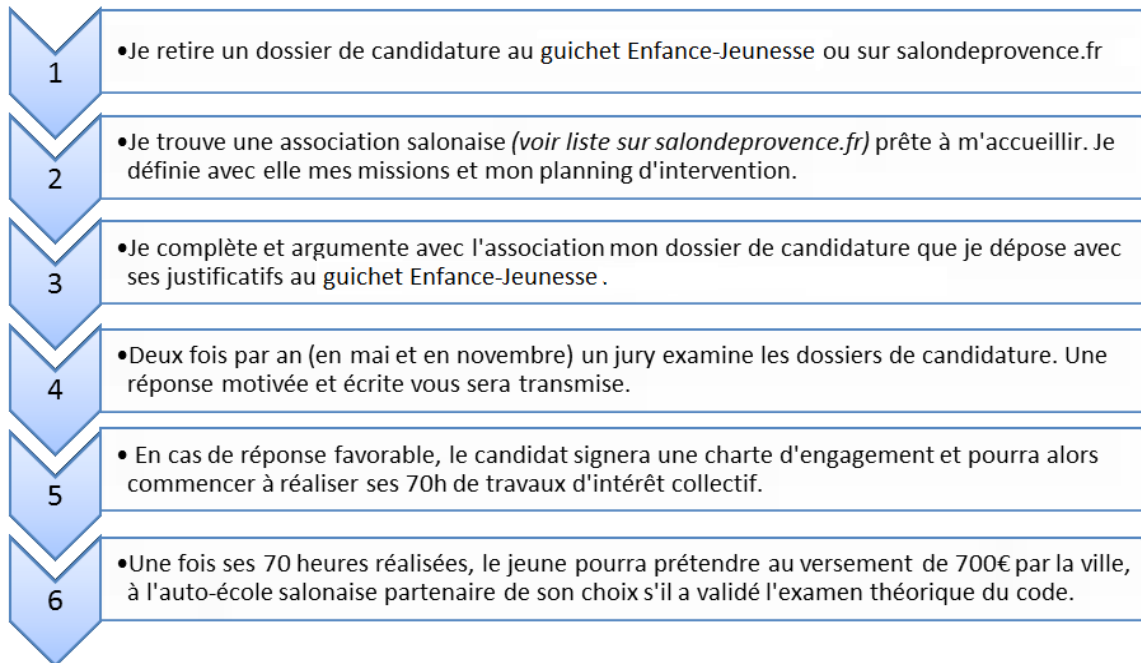 1
•Je retire un dossier de candidature au guichet Enfance-Jeunesse ou sur salondeprovence.fr
2
•Je trouve une association salonaise (voir liste sur salondeprovence.fr) prête à m'accueillir. Je
définie avec elle mes missions et mon planning d'intervention.
3
•Je complète et argumente avec l'association mon dossier de candidature que je dépose avec
ses justificatifs au guichet Enfance-Jeunesse .
4
•Deux fois par an (en mai et en novembre) un jury examine les dossiers de candidature. Une
réponse motivée et écrite vous sera transmise.
5
• En cas de réponse favorable, le candidat signera une charte d'engagement et pourra alors
commencer à réaliser ses 70h de travaux d'intérêt collectif.
6
•Une fois ses 70 heures réalisées, le jeune pourra prétendre au versement de 700€ par la ville,
à l'auto-école salonaise partenaire de son choix s'il a validé l'examen théorique du code.